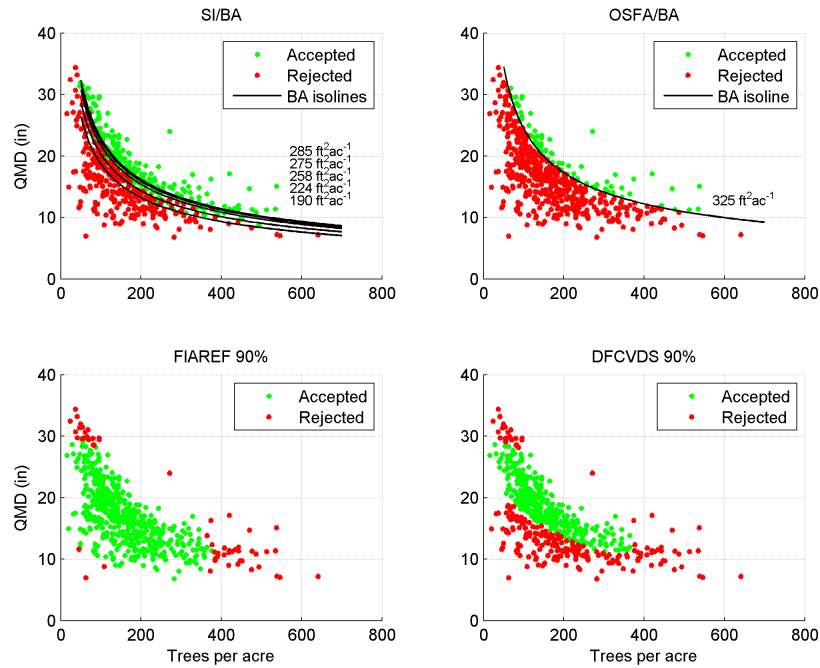 SI/BA
40
30
20
10
0
QMD (in)
Accepted
Rejected
BA isolines
285 ft²ac⁻¹
275 ft²ac⁻¹
258 ft²ac⁻¹
224 ft²ac⁻¹
190 ft²ac⁻¹
0 200 400 600 800
OSFA/BA
40
30
20
10
0
Accepted
Rejected
BA isoline
325 ft²ac⁻¹
0 200 400 600 800
FIAREF 90%
40
30
20
10
0
QMD (in)
Accepted
Rejected
0 200 400 600 800
Trees per acre
DFCVDS 90%
40
30
20
10
0
Accepted
Rejected
0 200 400 600 800
Trees per acre